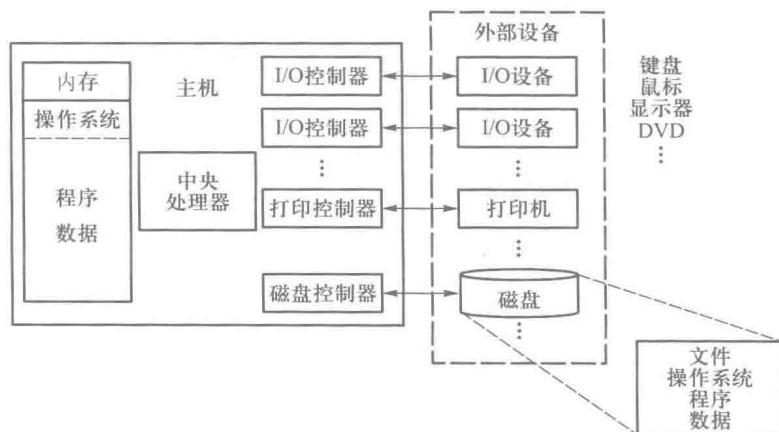 外部设备
内存
主机
操作系统
程序
数据
中央
处理器
I/O控制器
I/O设备
I/O控制器
I/O设备
⋮
⋮
打印控制器
打印机
⋮
磁盘控制器
磁盘
⋮
键盘
鼠标
显示器
DVD
⋮
文件
操作系统
程序
数据